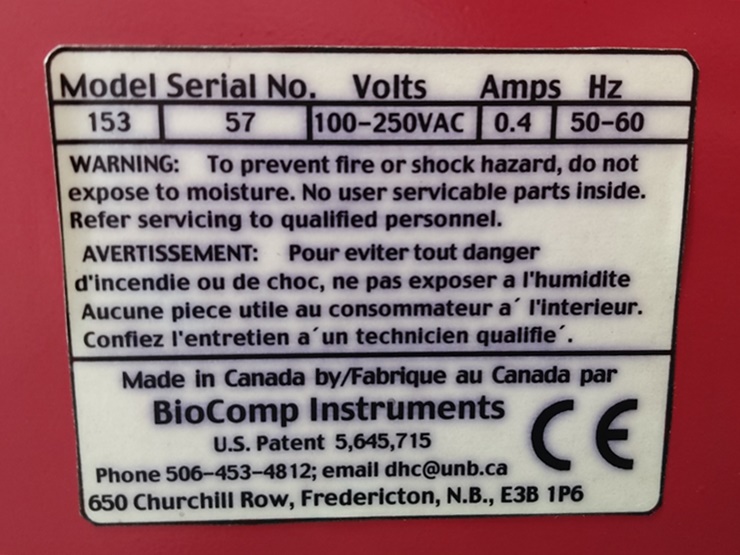 Model Serial No. Volts Amps Hz
153 57 100-250VAC 0.4 50-60
WARNING: To prevent fire or shock hazard, do not
expose to moisture. No user servicable parts inside.
Refer servicing to qualified personnel.
AVERTISSEMENT: Pour eviter tout danger
d'incendie ou de choc, ne pas exposer a l'humidite
Aucune piece utile au consommateur a´ l'interieur.
Confiez l'entretien a´un technicien qualifie´.
Made in Canada by/Fabrique au Canada par
BioComp Instruments
U.S. Patent 5,645,715
Phone 506-453-4812; email dhc@unb.ca
650 Churchill Row, Fredericton, N.B., E3B 1P6
CE